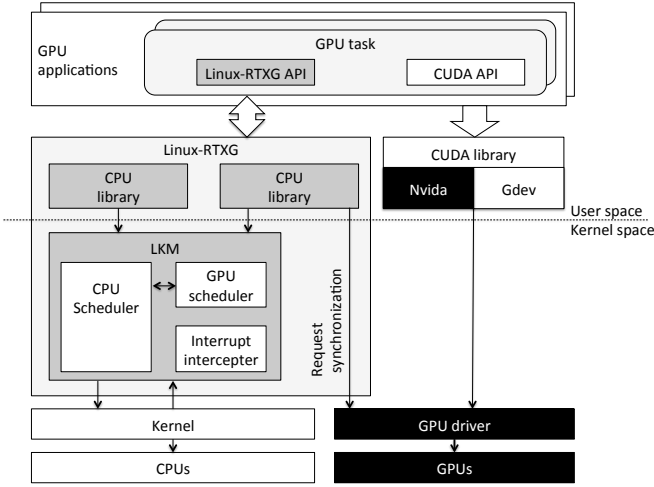 GPU task
GPU
applications
Linux-RTXG API
CUDA API
Linux-RTXG
CUDA library
CPU
library
CPU
library
Nvida
Gdev
User space
Kernel space
LKM
CPU
Scheduler
GPU
scheduler
Interrupt
intercepter
Request
synchronization
Kernel
GPU driver
CPUs
GPUs